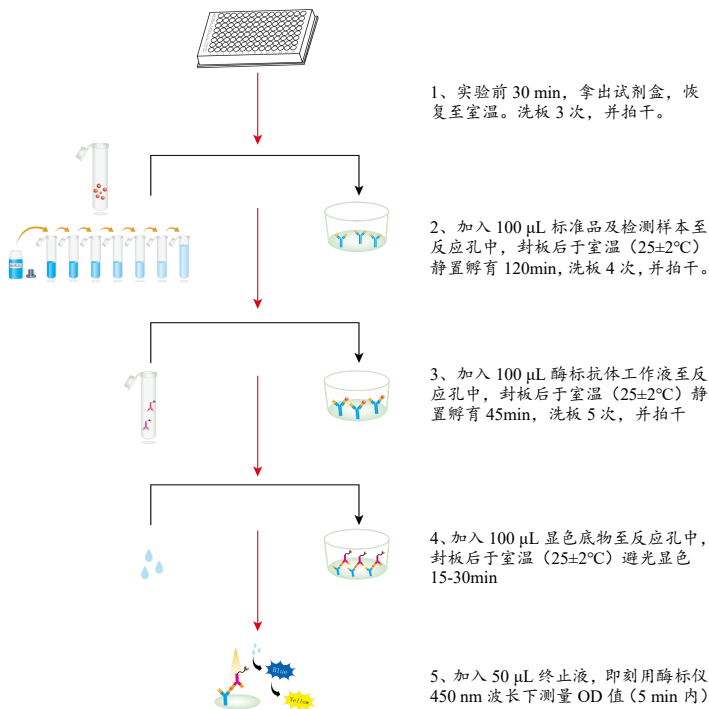 1、实验前 30 min，拿出试剂盒，恢
复至室温。洗板 3 次，并拍干。
2、加入 100 μL 标准品及检测样本至
反应孔中，封板后于室温（25±2℃）
静置孵育 120min，洗板 4 次，并拍干。
3、加入 100 μL 酶标抗体工作液至反
应孔中，封板后于室温（25±2℃）静
置孵育 45min，洗板 5 次，并拍干
4、加入 100 μL 显色底物至反应孔中，
封板后于室温（25±2℃）避光显色
15-30min
Blue
Yellow
5、加入 50 μL 终止液，即刻用酶标仪
450 nm 波长下测量 OD 值（5 min 内）